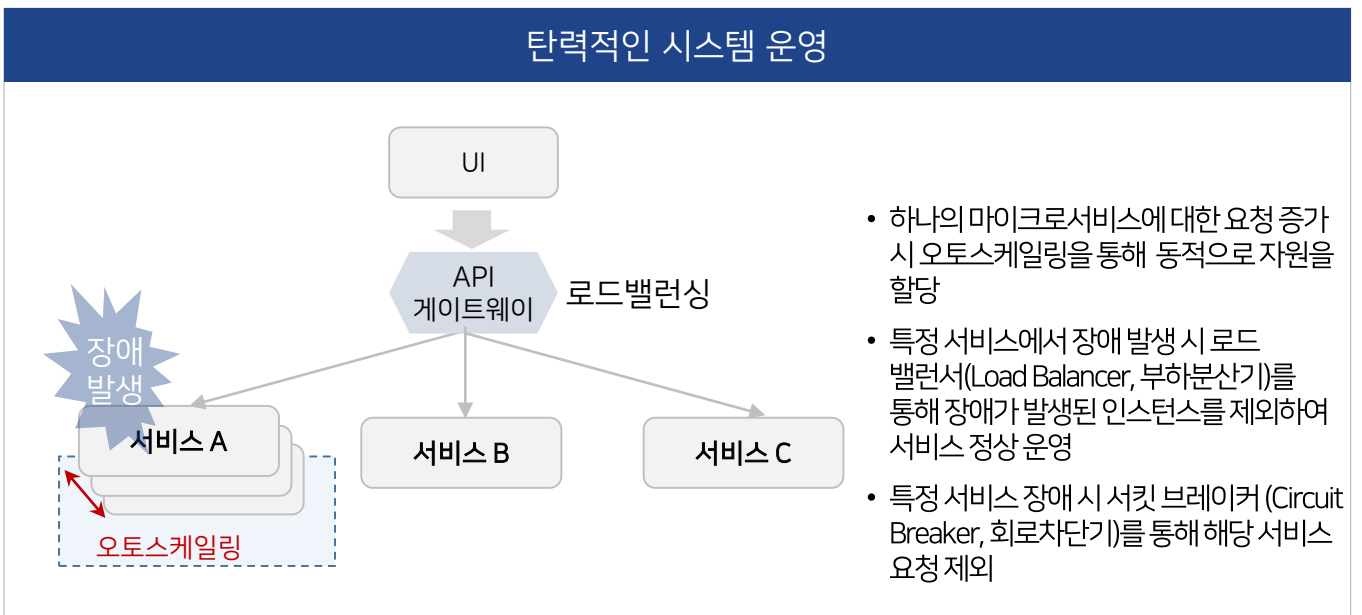 탄력적인 시스템 운영
UI
API
게이트웨이
로드밸런싱
장애
발생
서비스 A
서비스 B
서비스 C
오토스케일링
• 하나의 마이크로서비스에 대한 요청 증가
시 오토스케일링을 통해 동적으로 자원을
할당
• 특정 서비스에서 장애 발생 시 로드
밸런서(Load Balancer, 부하분산기)를
통해 장애가 발생된 인스턴스를 제외하여
서비스 정상 운영
• 특정 서비스 장애 시 서킷 브레이커 (Circuit
Breaker, 회로차단기)를 통해 해당 서비스
요청 제외